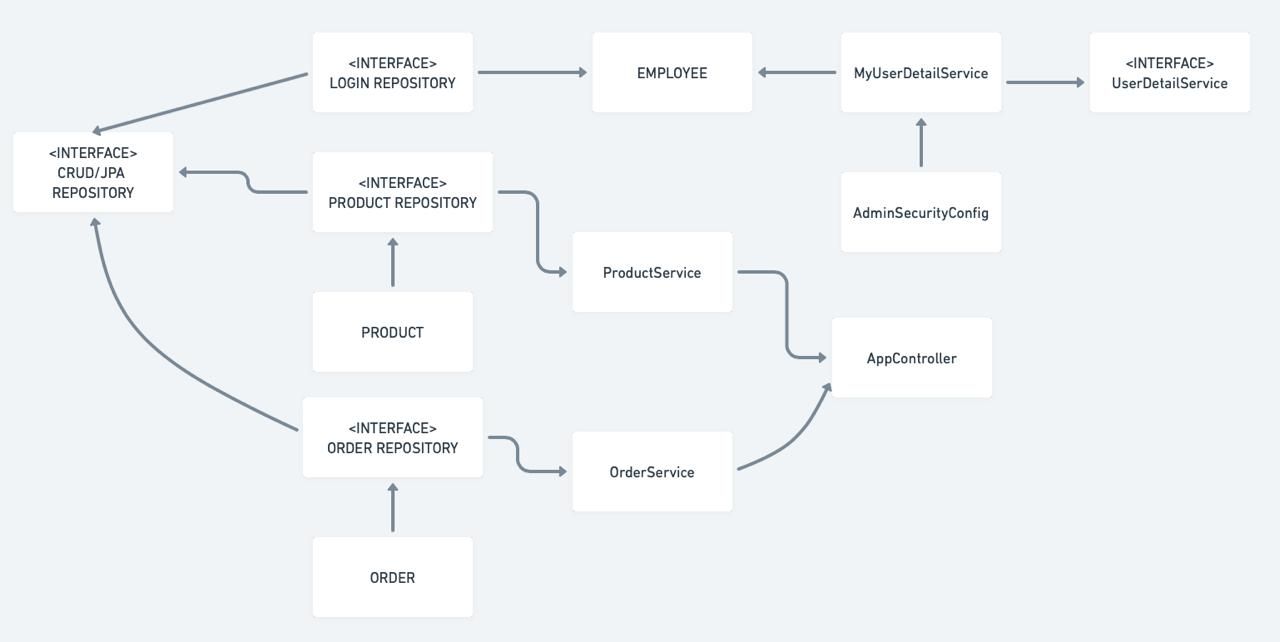 <INTERFACE>
LOGIN REPOSITORY
EMPLOYEE
MyUserDetailService
<INTERFACE>
UserDetailService
<INTERFACE>
CRUD/JPA
REPOSITORY
<INTERFACE>
PRODUCT REPOSITORY
AdminSecurityConfig
ProductService
PRODUCT
AppController
<INTERFACE>
ORDER REPOSITORY
OrderService
ORDER